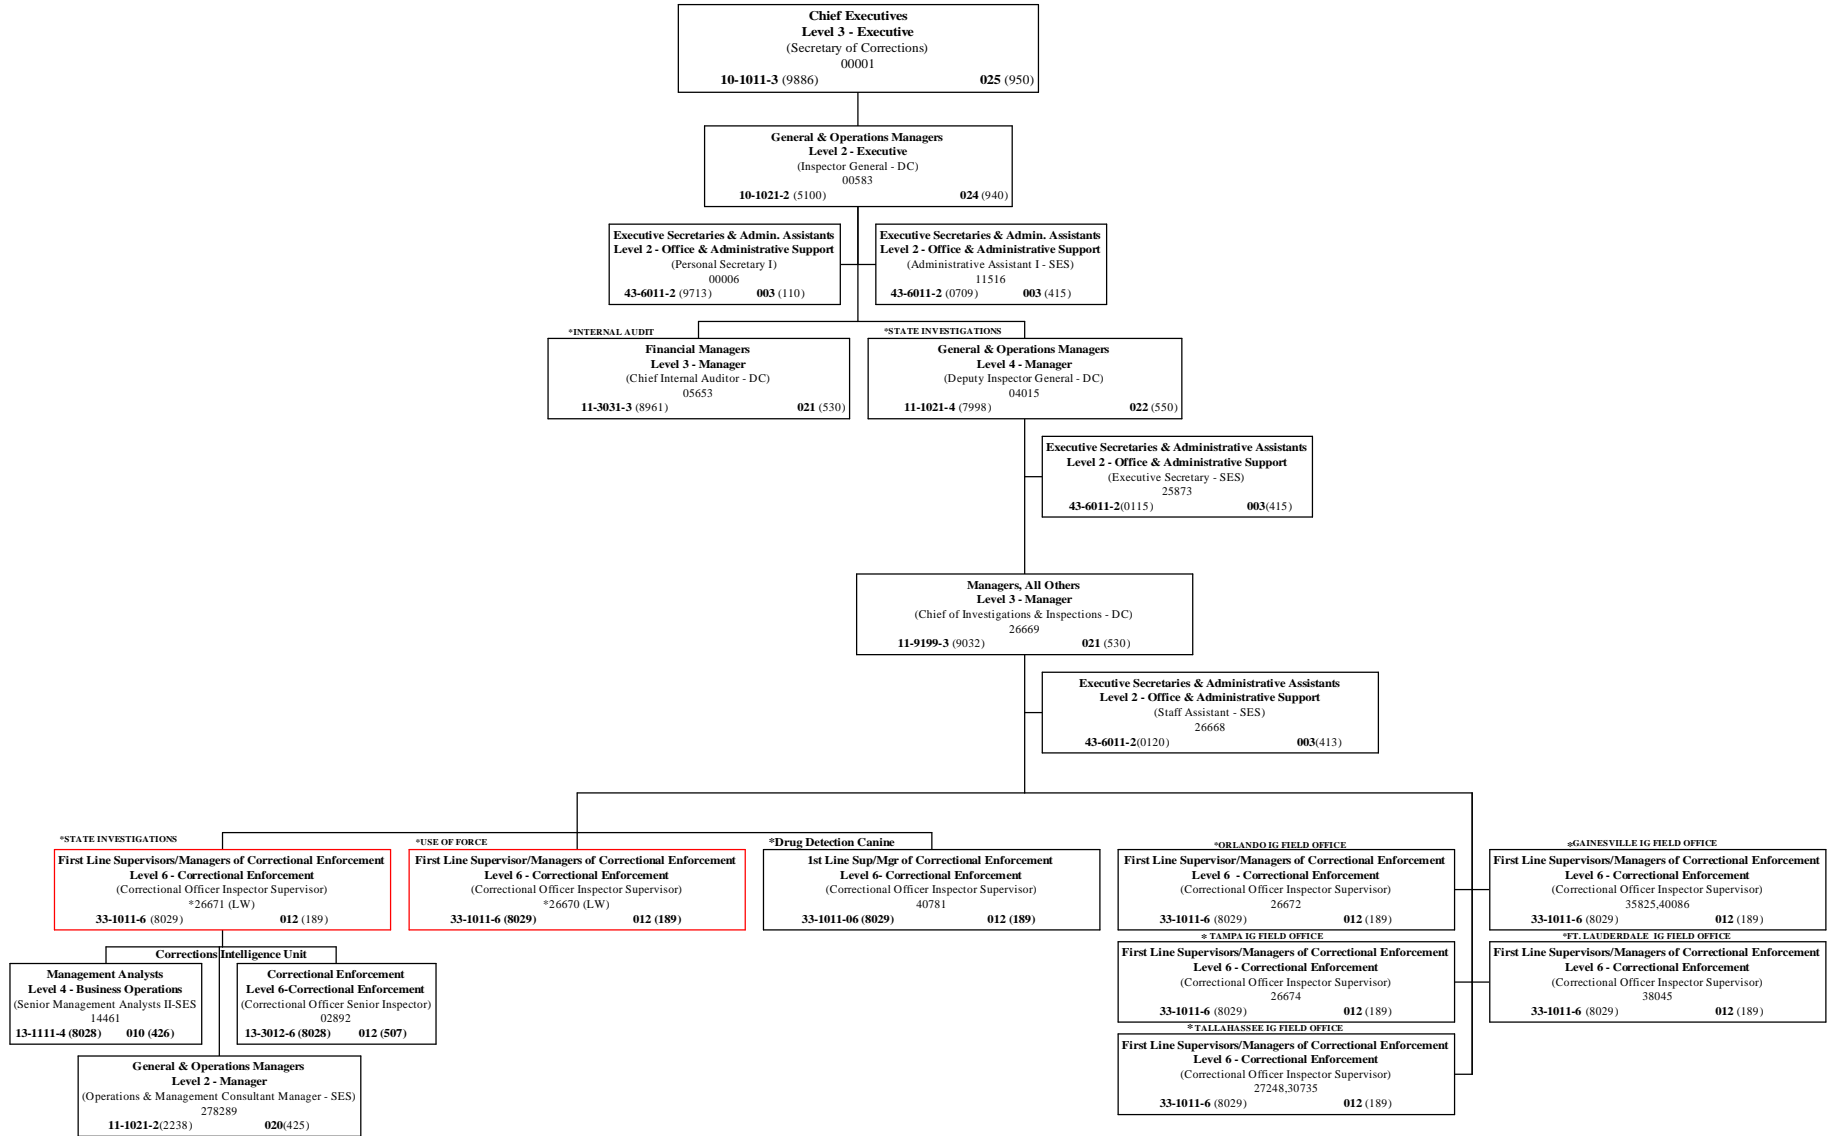 Chief Executives
Level 3 - Executive
(Secretary of Corrections)
00001
10-1011-3 (9886) 025 (950)
General & Operations Managers
Level 2 - Executive
(Inspector General - DC)
00583
10-1021-2 (5100) 024 (940)
Executive Secretaries & Admin. Assistants
Level 2 - Office & Administrative Support
(Personal Secretary I)
00006
43-6011-2 (9713) 003 (110)
Executive Secretaries & Admin. Assistants
Level 2 - Office & Administrative Support
(Administrative Assistant I - SES)
11516
43-6011-2 (0709) 003 (415)
*INTERNAL AUDIT
Financial Managers
Level 3 - Manager
(Chief Internal Auditor - DC)
05653
11-3031-3 (8961) 021 (530)
*STATE INVESTIGATIONS
General & Operations Managers
Level 4 - Manager
(Deputy Inspector General - DC)
04015
11-1021-4 (7998) 022 (550)
Executive Secretaries & Administrative Assistants
Level 2 - Office & Administrative Support
(Executive Secretary - SES)
25873
43-6011-2(0115) 003(415)
Managers, All Others
Level 3 - Manager
(Chief of Investigations & Inspections - DC)
26669
11-9199-3 (9032) 021 (530)
Executive Secretaries & Administrative Assistants
Level 2 - Office & Administrative Support
(Staff Assistant - SES)
26668
43-6011-2(0120) 003(413)
*STATE INVESTIGATIONS
First Line Supervisors/Managers of Correctional Enforcement
Level 6 - Correctional Enforcement
(Correctional Officer Inspector Supervisor)
*26671 (LW)
33-1011-6 (8029) 012 (189)
*USE OF FORCE
First Line Supervisor/Managers of Correctional Enforcement
Level 6 - Correctional Enforcement
(Correctional Officer Inspector Supervisor)
*26670 (LW)
33-1011-6 (8029) 012 (189)
*Drug Detection Canine
1st Line Sup/Mgr of Correctional Enforcement
Level 6- Correctional Enforcement
(Correctional Officer Inspector Supervisor)
40781
33-1011-06 (8029) 012 (189)
*ORLANDO IG FIELD OFFICE
First Line Supervisor/Managers of Correctional Enforcement
Level 6 - Correctional Enforcement
(Correctional Officer Inspector Supervisor)
26672
33-1011-6 (8029) 012 (189)
*GAINESVILLE IG FIELD OFFICE
First Line Supervisors/Managers of Correctional Enforcement
Level 6 - Correctional Enforcement
(Correctional Officer Inspector Supervisor)
35825,40086
33-1011-6 (8029) 012 (189)
* TAMPA IG FIELD OFFICE
First Line Supervisors/Managers of Correctional Enforcement
Level 6 - Correctional Enforcement
(Correctional Officer Inspector Supervisor)
26674
33-1011-6 (8029) 012 (189)
*FT. LAUDERDALE IG FIELD OFFICE
First Line Supervisors/Managers of Correctional Enforcement
Level 6 - Correctional Enforcement
(Correctional Officer Inspector Supervisor)
38045
33-1011-6 (8029) 012 (189)
* TALLAHASSEE IG FIELD OFFICE
First Line Supervisors/Managers of Correctional Enforcement
Level 6 - Correctional Enforcement
(Correctional Officer Inspector Supervisor)
27248,30735
33-1011-6 (8029) 012 (189)
Corrections Intelligence Unit
Management Analysts
Level 4 - Business Operations
(Senior Management Analysts II-SES
14461
13-1111-4 (8028) 010 (426)
Correctional Enforcement
Level 6-Correctional Enforcement
(Correctional Officer Senior Inspector)
02892
13-3012-6 (8028) 012 (507)
General & Operations Managers
Level 2 - Manager
(Operations & Management Consultant Manager - SES)
278289
11-1021-2(2238) 020(425)